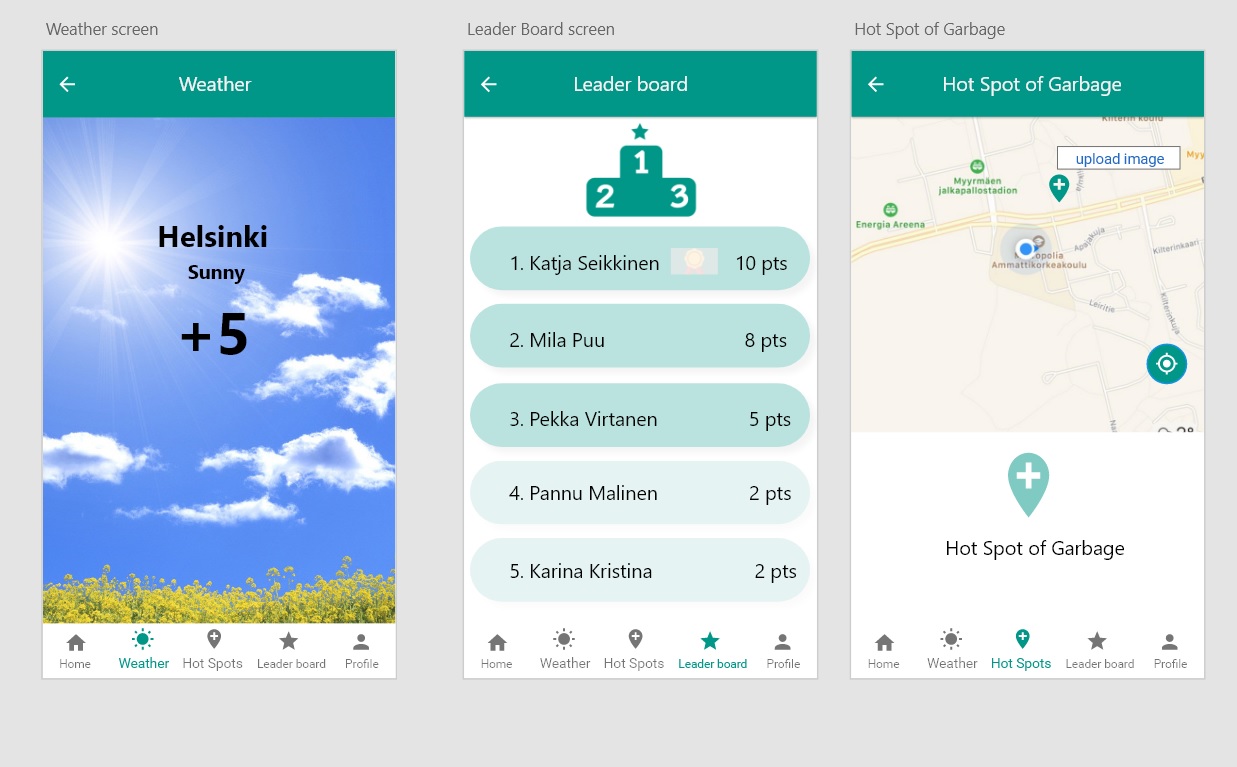 Weather screen
Weather
Helsinki
Sunny
+5
Home
Weather
Hot Spots
Leader board
Profile
Leader Board screen
Leader board
1
2
3
1. Katja Seikkinen
10 pts
2. Mila Puu
8 pts
3. Pekka Virtanen
5 pts
4. Pannu Malinen
2 pts
5. Karina Kristina
2 pts
Home
Weather
Hot Spots
Leader board
Profile
Hot Spot of Garbage
Hot Spot of Garbage
upload image
Myyrmäen
jalkapallostadion
Energia Areena
Apajakuja
Kilterinkaari
Ammattikorkeakoulu
Leiritie
Kilterinkuja
Hot Spot of Garbage
Home
Weather
Hot Spots
Leader board
Profile